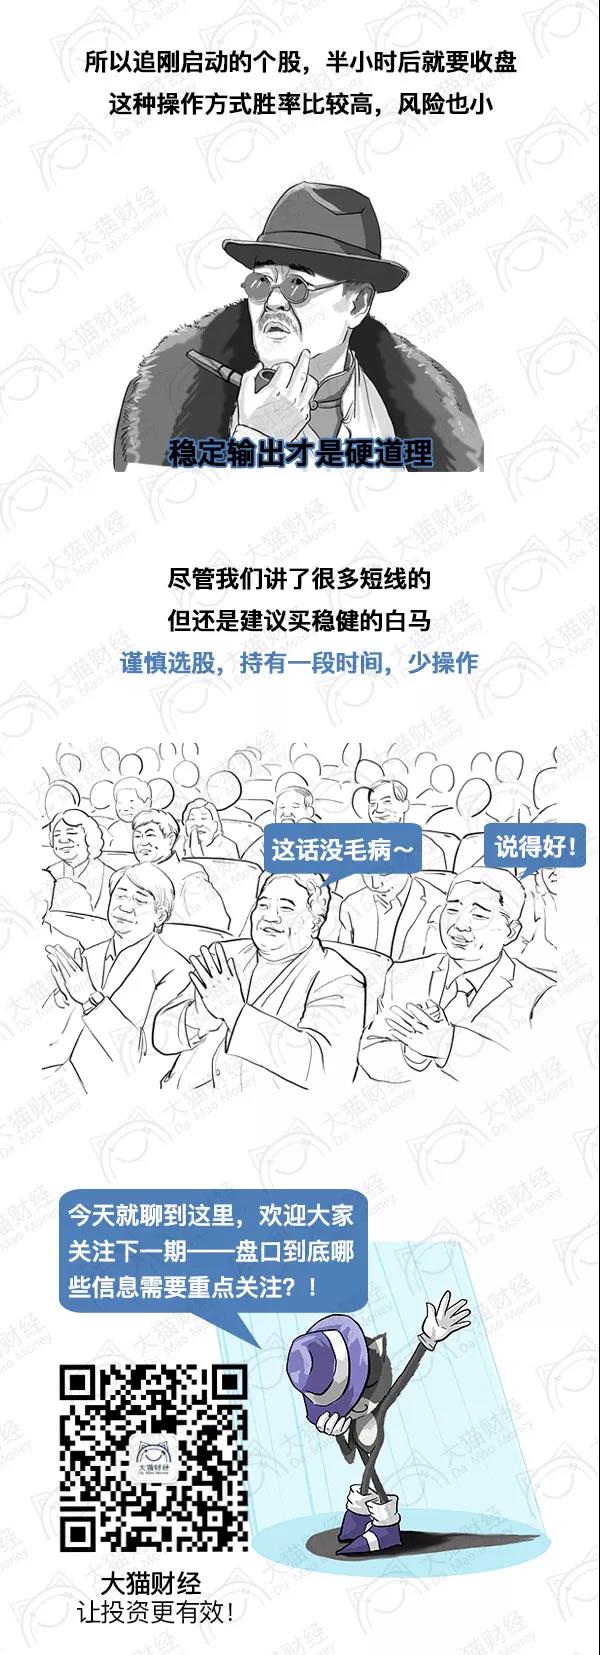 所以追刚启动的个股，半小时后就要收盘
这种操作方式胜率比较高，风险也小
稳定输出才是硬道理
尽管我们讲了很多短线的
但还是建议买稳健的白马
谨慎选股，持有一段时间，少操作
这话没毛病～
说得好！
今天就聊到这里，欢迎大家
关注下一期——盘口到底哪
些信息需要重点关注？！
大猫财经
Da Mao Money
大猫财经
让投资更有效！